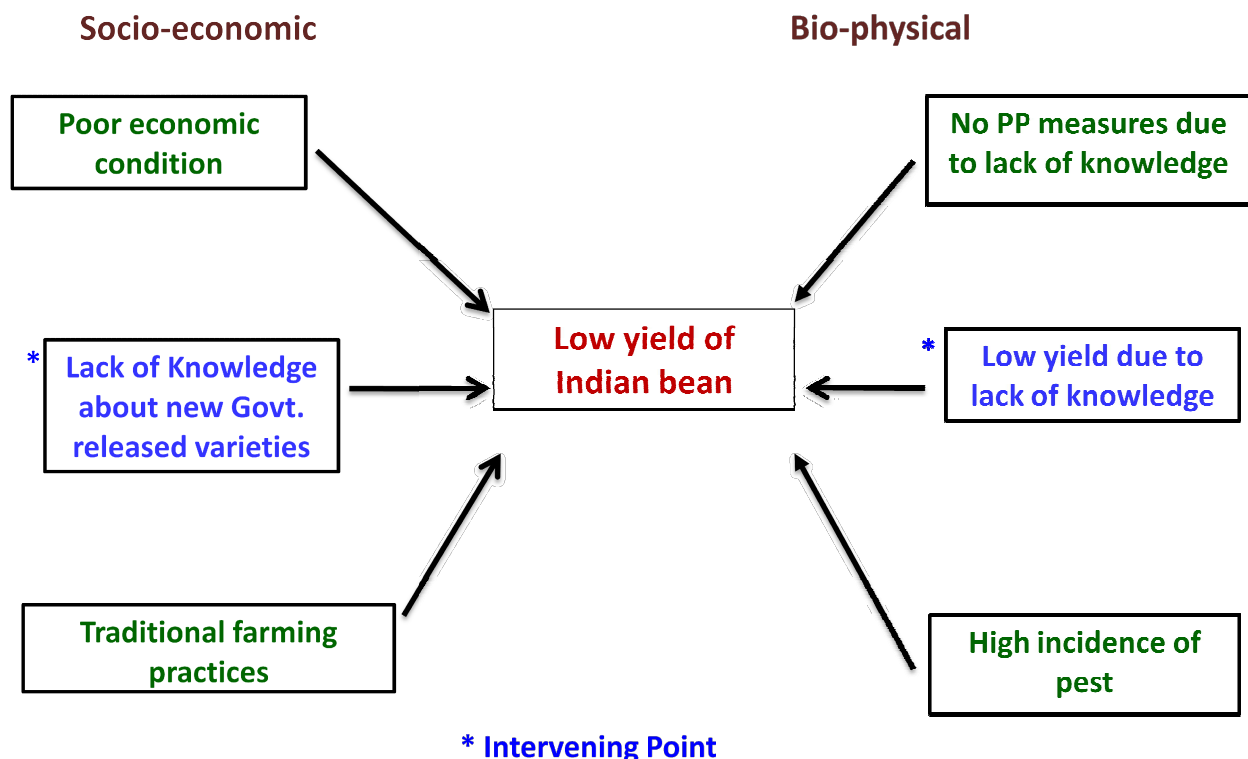 Socio-economic
Bio-physical
Poor economic
condition
No PP measures due
to lack of knowledge
Low yield of
Indian bean
* Lack of Knowledge
about new Govt.
released varieties
* Low yield due to
lack of knowledge
Traditional farming
practices
High incidence of
pest
* Intervening Point